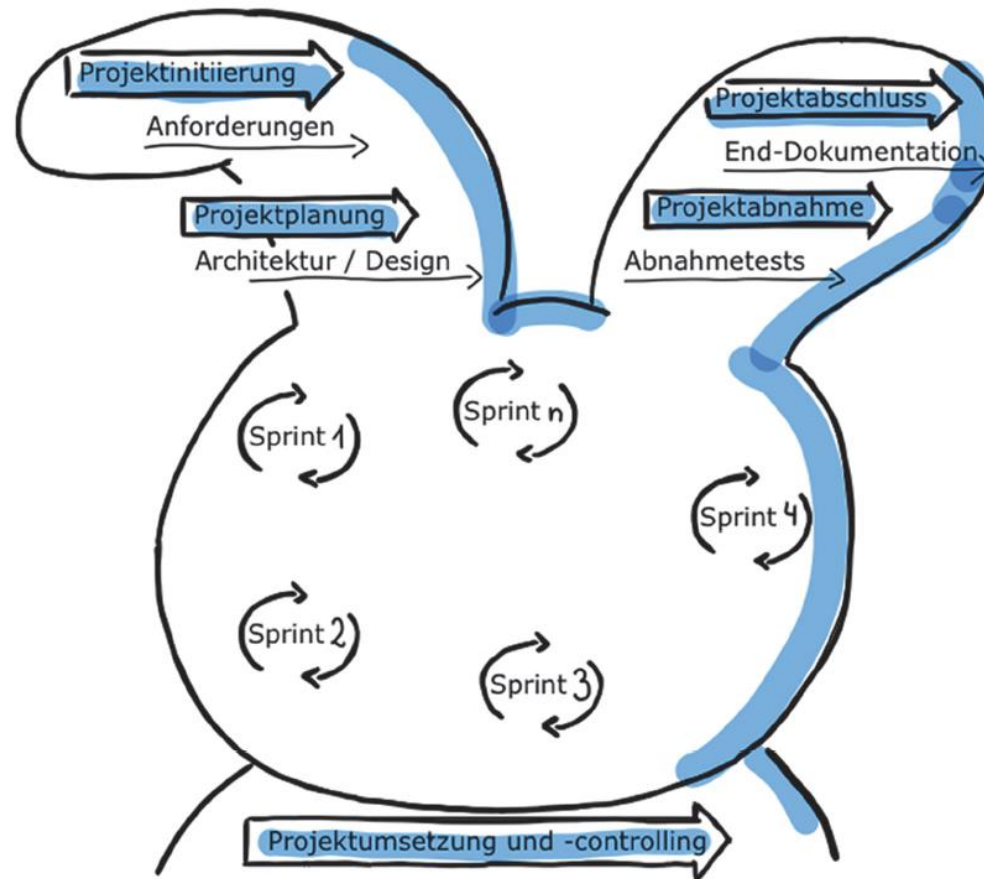 Projektinitiierung
Anforderungen
Projektplanung
Architektur / Design
Projektabschluss
End-Dokumentation
Projektabnahme
Abnahmetests
Sprint 1
Sprint 2
Sprint 3
Sprint 4
Sprint n
Projektumsetzung und -controlling